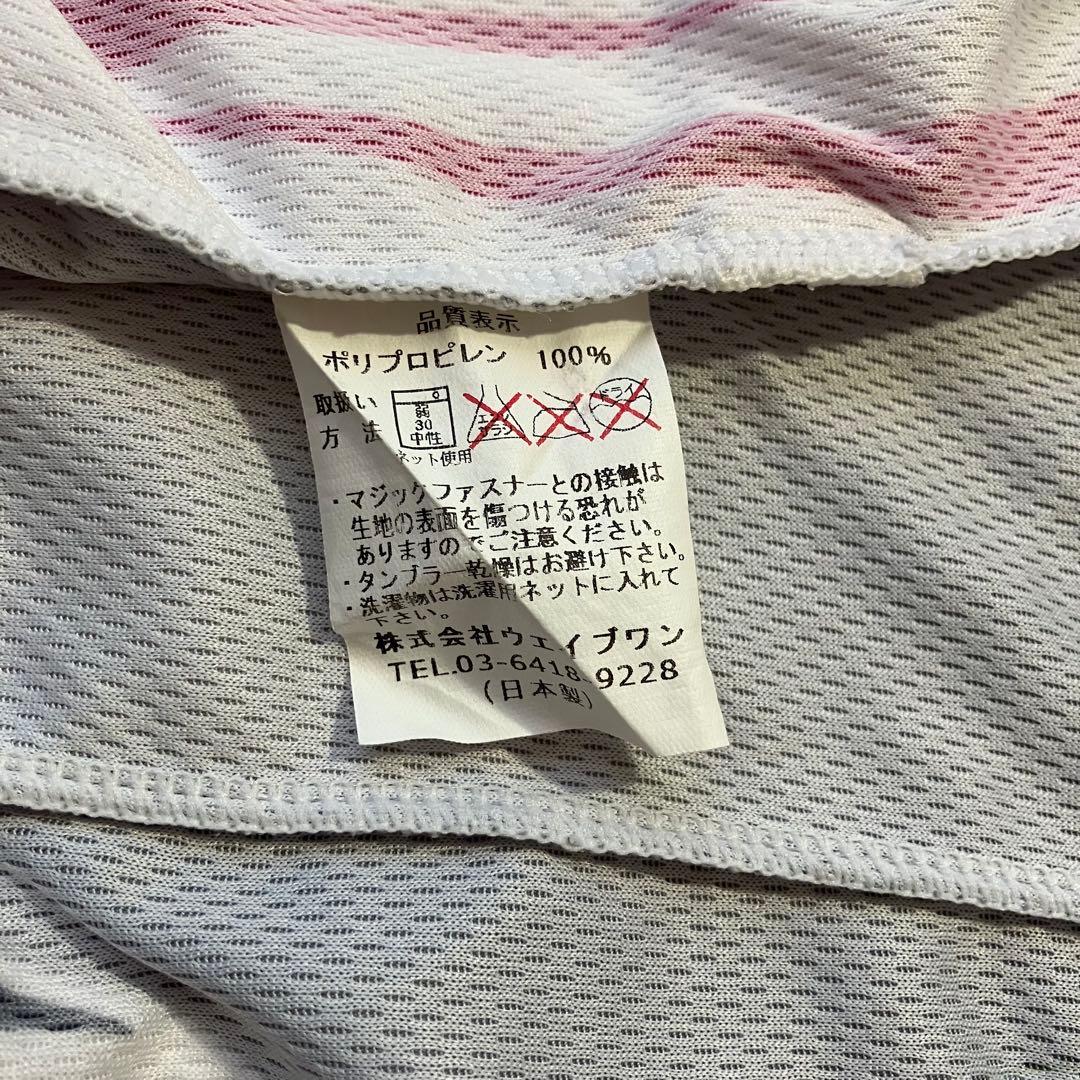 品質表示
ポリプロピレン 100%
取扱い
方法
弱
30
中性
エンソ
サラシ
ドライ
ネット使用
・マジックファスナーとの接触は
生地の表面を傷つける恐れが
ありますのでご注意ください。
・タンブラー乾燥はお避け下さい。
・洗濯物は洗濯用ネットに入れて
下さい。
株式会社ウェイブワン
TEL.03-6418-9228
(日本製)